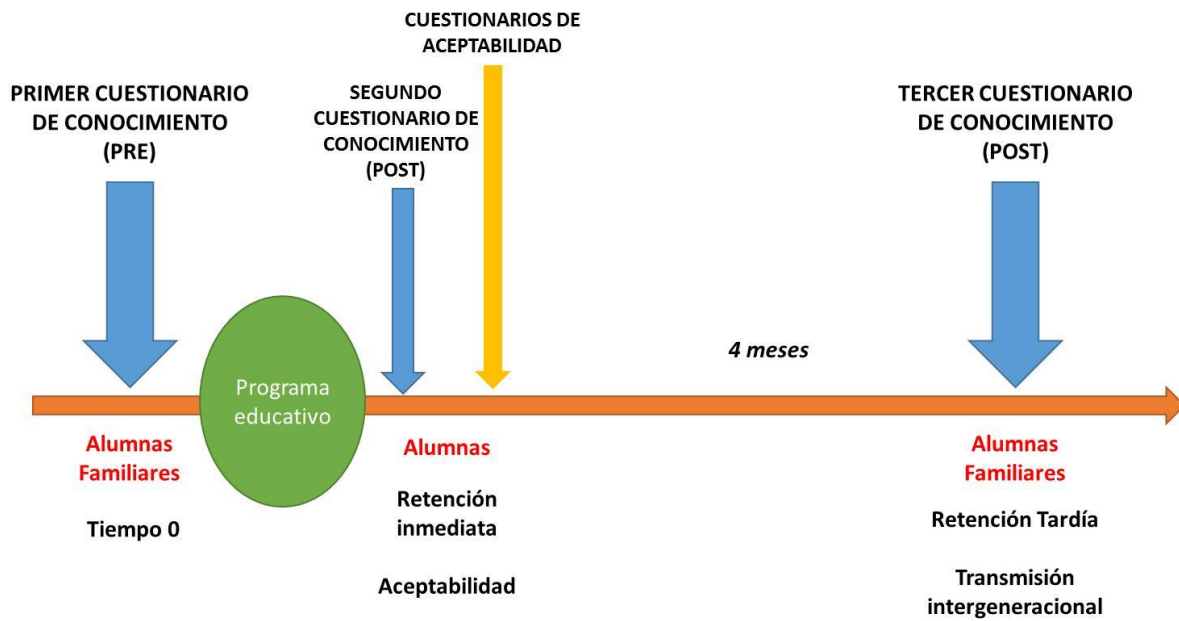 CUESTIONARIOS DE
ACEPTABILIDAD
PRIMER CUESTIONARIO
DE CONOCIMIENTO
(PRE)
SEGUNDO
CUESTIONARIO DE
CONOCIMIENTO
(POST)
TERCER CUESTIONARIO
DE CONOCIMIENTO
(POST)
4 meses
Programa
educativo
Alumnas
Familiares
Tiempo 0
Alumnas
Retención
inmediata
Aceptabilidad
Alumnas
Familiares
Retención Tardía
Transmisión
intergeneracional